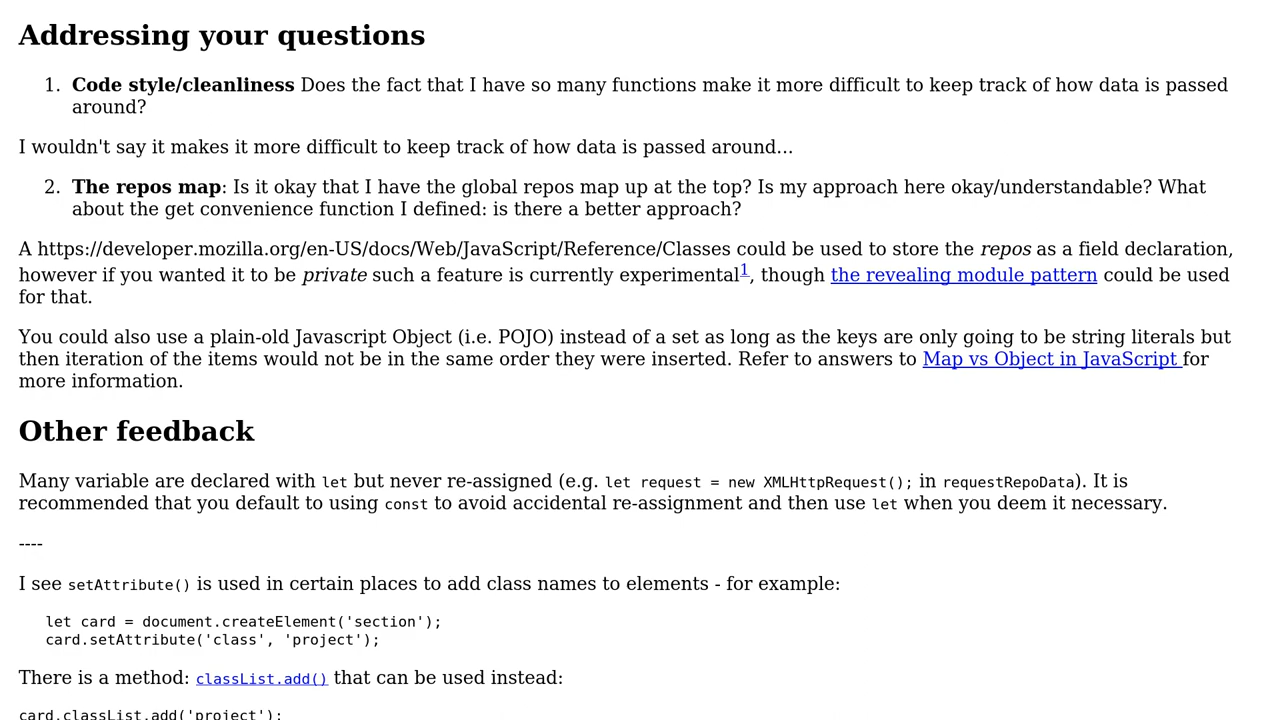 Addressing your questions
1. Code style/cleanliness Does the fact that I have so many functions make it more difficult to keep track of how data is passed
around?
I wouldn't say it makes it more difficult to keep track of how data is passed around...
2. The repos map: Is it okay that I have the global repos map up at the top? Is my approach here okay/understandable? What
about the get convenience function I defined: is there a better approach?
A https://developer.mozilla.org/en-US/docs/Web/JavaScript/Reference/Classes could be used to store the repos as a field declaration,
however if you wanted it to be private such a feature is currently experimental1, though the revealing module pattern could be used
for that.
You could also use a plain-old Javascript Object (i.e. POJO) instead of a set as long as the keys are only going to be string literals but
then iteration of the items would not be in the same order they were inserted. Refer to answers to Map vs Object in JavaScript for
more information.
Other feedback
Many variable are declared with let but never re-assigned (e.g. let request = new XMLHttpRequest(); in requestRepoData). It is
recommended that you default to using const to avoid accidental re-assignment and then use let when you deem it necessary.
----
I see setAttribute() is used in certain places to add class names to elements - for example:
let card = document.createElement('section');
card.setAttribute('class', 'project');
There is a method: classList.add() that can be used instead:
card.classList.add('project');